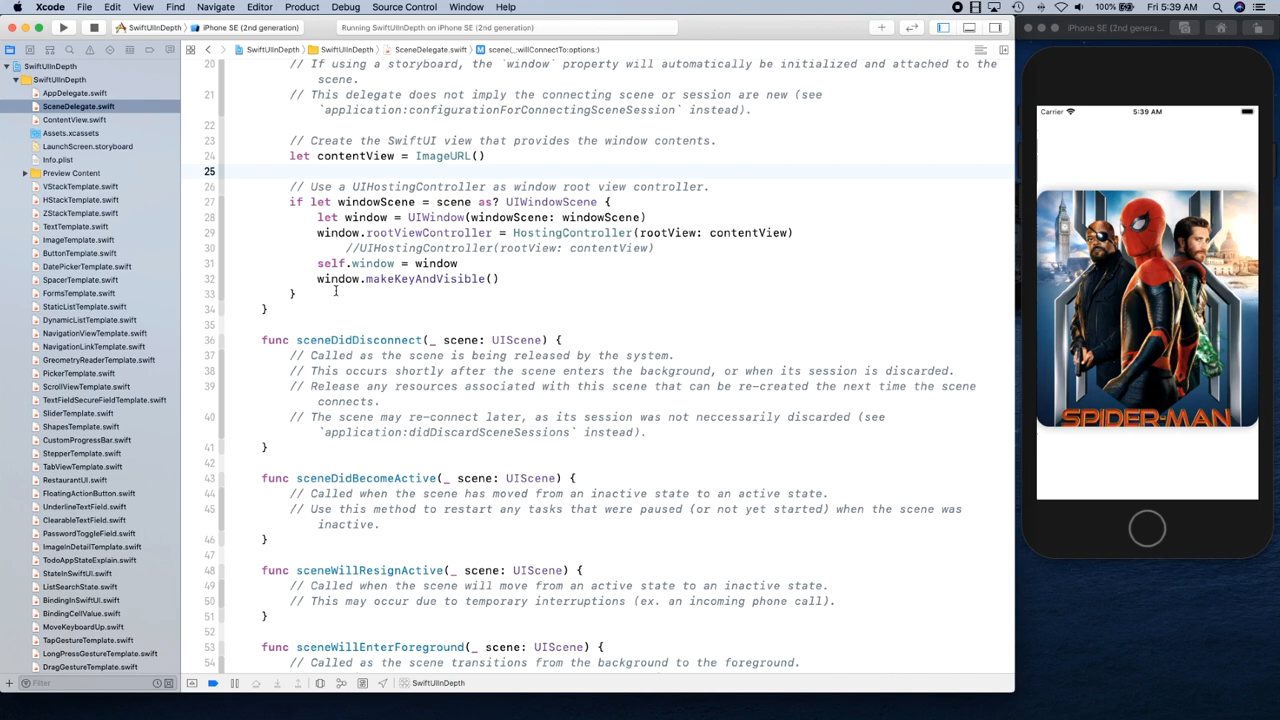 Xcode File Edit View Find Navigate Editor Product Debug Source Control Window Help 100% Fri 5:39 AM
SwiftUIInDepth iPhone SE (2nd generation) Running SwiftUIInDepth on iPhone SE (2nd generation)
iPhone SE (2nd genera...
SwiftUIInDepth SwiftUIInDepth SceneDelegate.swift M scene(_:willConnectTo:options:)
SwiftUIInDepth
SwiftUIInDepth
AppDelegate.swift
SceneDelegate.swift
ContentView.swift
Assets.xcassets
LaunchScreen.storyboard
Info.plist
Preview Content
VStackTemplate.swift
HStackTemplate.swift
ZStackTemplate.swift
TextTemplate.swift
ImageTemplate.swift
ButtonTemplate.swift
DatePickerTemplate.swift
SpacerTemplate.swift
FormsTemplate.swift
StaticListTemplate.swift
DynamicListTemplate.swift
NavigationViewTemplate.swift
NavigationLinkTemplate.swift
GreometryReaderTemplate.swift
PickerTemplate.swift
ScrollViewTemplate.swift
TextFieldSecureFieldTemplate.swift
SliderTemplate.swift
ShapesTemplate.swift
CustomProgressBar.swift
StepperTemplate.swift
TabViewTemplate.swift
RestaurantUI.swift
FloatingActionButton.swift
UnderlineTextField.swift
ClearableTextField.swift
PasswordToggleField.swift
ImageInDetailTemplate.swift
TodoAppStateExplain.swift
StateInSwiftUI.swift
ListSearchState.swift
BindingInSwiftUI.swift
BindingCellValue.swift
MoveKeyboardUp.swift
TapGestureTemplate.swift
LongPressGestureTemplate.swift
DragGestureTemplate.swift
Filter
20 // If using a storyboard, the `window` property will automatically be initialized and attached to the
scene.
21 // This delegate does not imply the connecting scene or session are new (see
`application:configurationForConnectingSceneSession` instead).
22
23 // Create the SwiftUI view that provides the window contents.
24 let contentView = ImageURL()
25
26 // Use a UIHostingController as window root view controller.
27 if let windowScene = scene as? UIWindowScene {
28 let window = UIWindow(windowScene: windowScene)
29 window.rootViewController = HostingController(rootView: contentView)
30 //UIHostingController(rootView: contentView)
31 self.window = window
32 window.makeKeyAndVisible()
33 }
34 }
35
36 func sceneDidDisconnect(_ scene: UIScene) {
37 // Called as the scene is being released by the system.
38 // This occurs shortly after the scene enters the background, or when its session is discarded.
39 // Release any resources associated with this scene that can be re-created the next time the scene
connects.
40 // The scene may re-connect later, as its session was not neccessarily discarded (see
`application:didDiscardSceneSessions` instead).
41 }
42
43 func sceneDidBecomeActive(_ scene: UIScene) {
44 // Called when the scene has moved from an inactive state to an active state.
45 // Use this method to restart any tasks that were paused (or not yet started) when the scene was
inactive.
46 }
47
48 func sceneWillResignActive(_ scene: UIScene) {
49 // Called when the scene will move from an active state to an inactive state.
50 // This may occur due to temporary interruptions (ex. an incoming phone call).
51 }
52
53 func sceneWillEnterForeground(_ scene: UIScene) {
54 // Called as the scene transitions from the background to the foreground.
SwiftUIInDepth
Carrier 5:39 AM
SPIDER-MAN